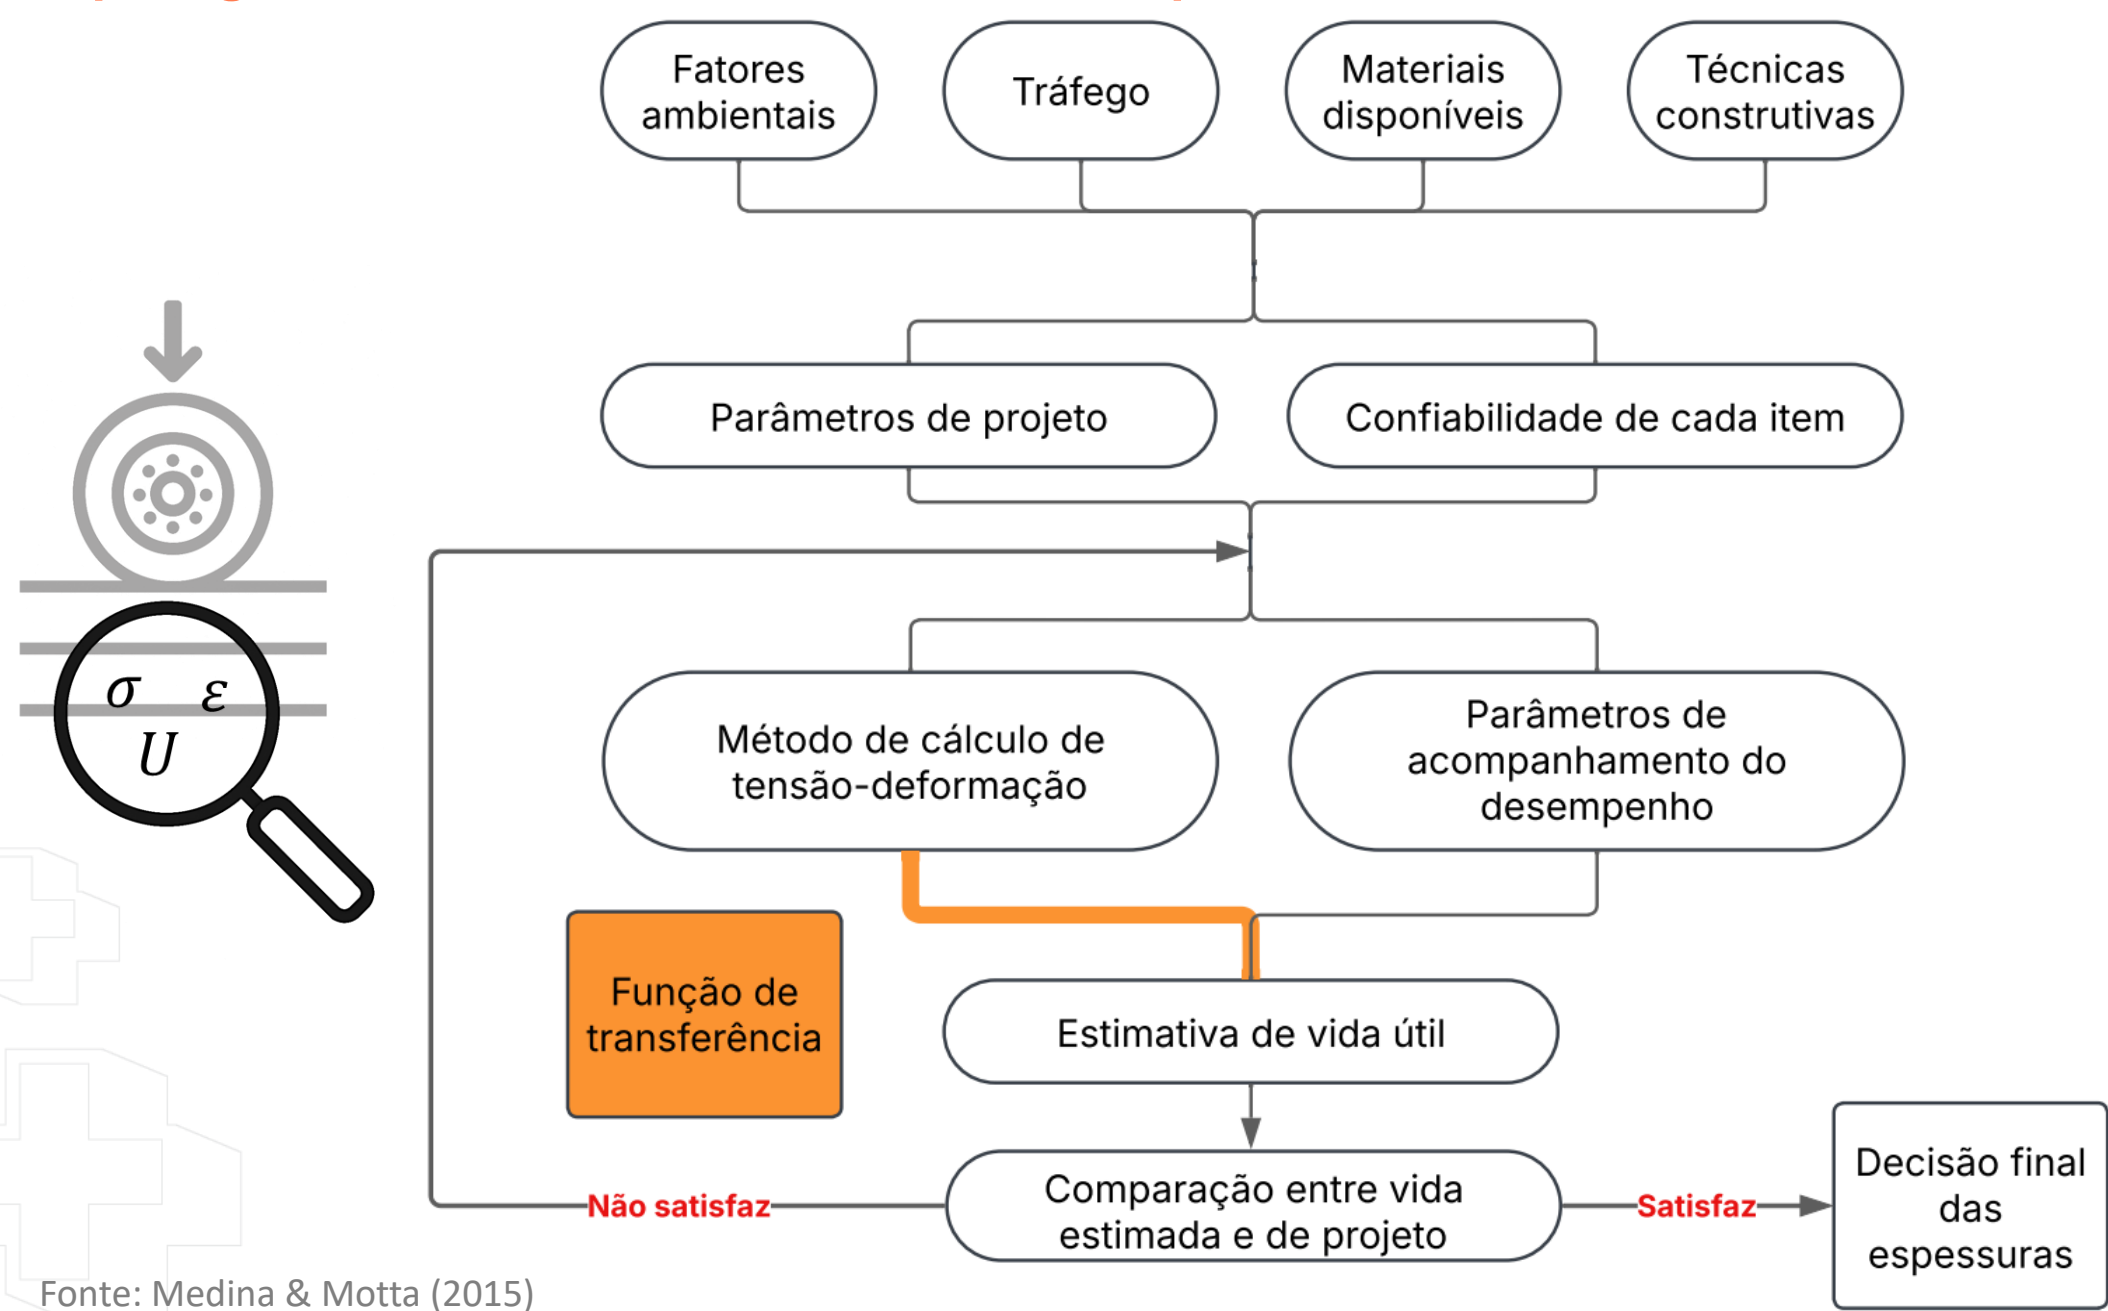 Fatores
ambientais
Tráfego
Materiais
disponíveis
Técnicas
construtivas
Parâmetros de projeto
Confiabilidade de cada item
σ ε
U
Método de cálculo de
tensão-deformação
Parâmetros de
acompanhamento do
desempenho
Função de
transferência
Estimativa de vida útil
Não satisfaz
Comparação entre vida
estimada e de projeto
Satisfaz
Decisão final
das
espessuras
Fonte: Medina & Motta (2015)